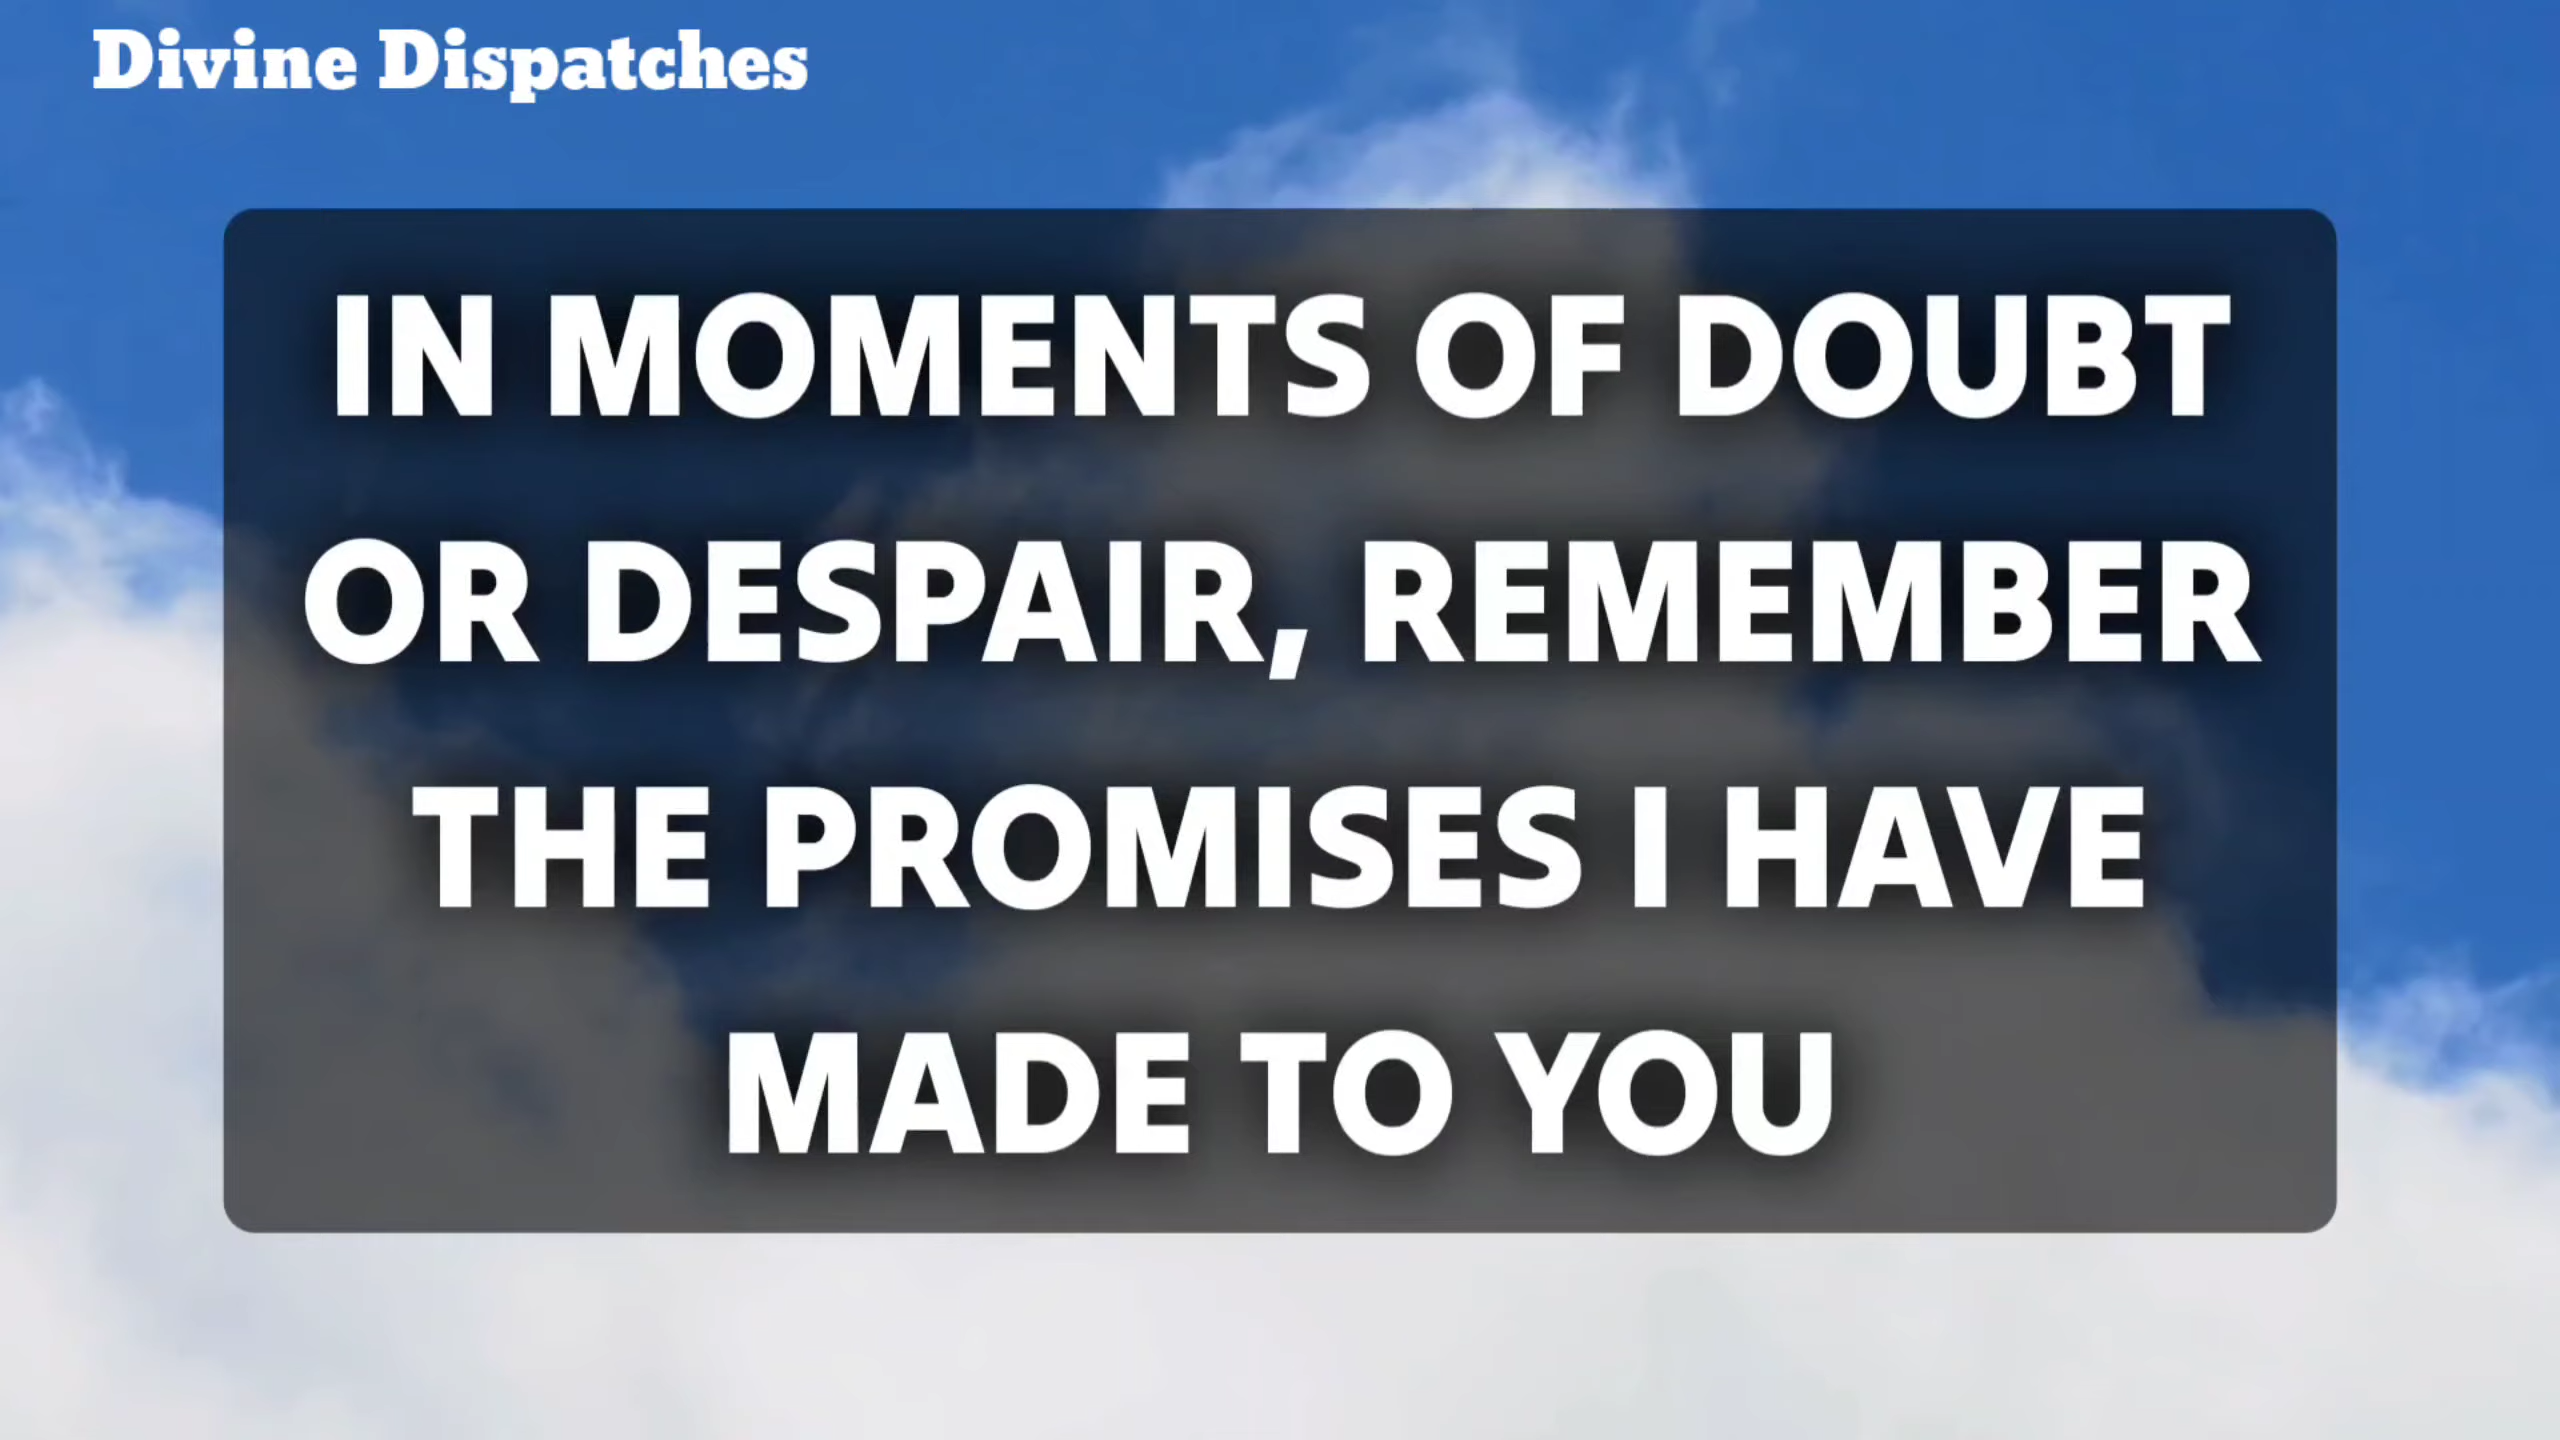 Divine Dispatches
IN MOMENTS OF DOUBT
OR DESPAIR, REMEMBER
THE PROMISES I HAVE
MADE TO YOU